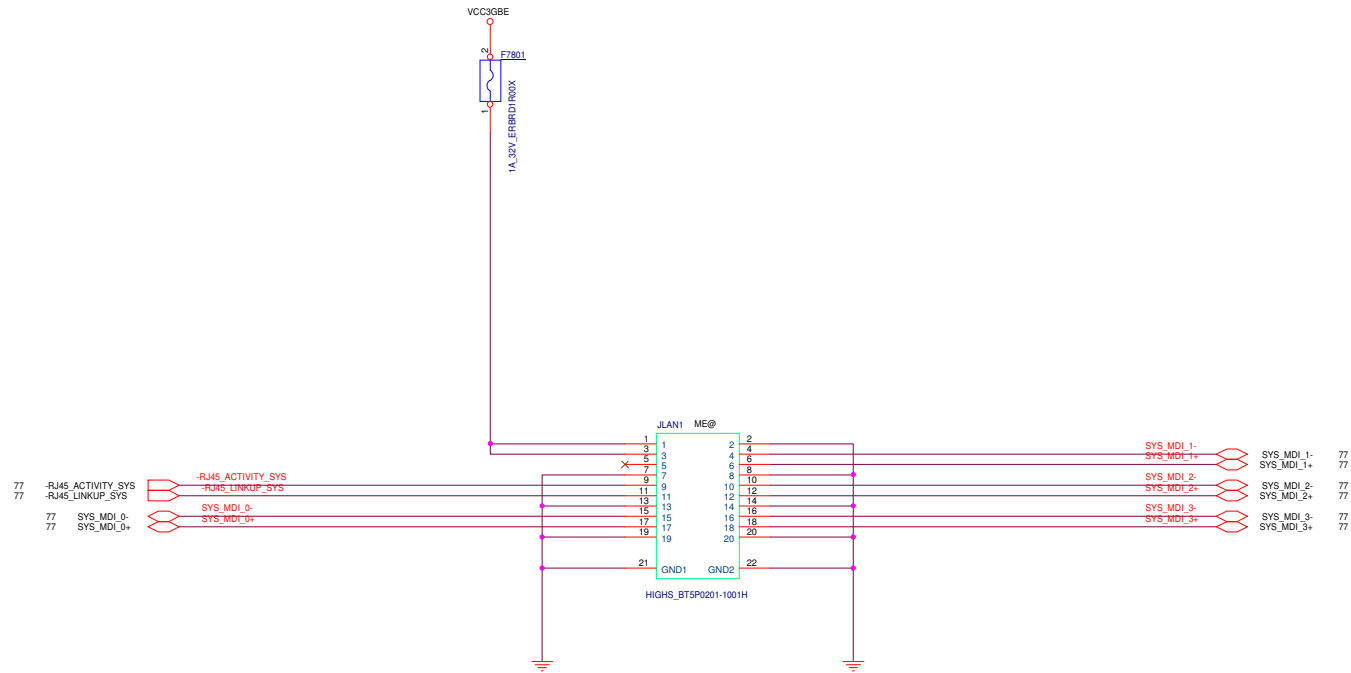 VCC3GBE
2
F7801
1
1A_32V_ERBRD1R00X
JLAN1 ME@
1 1 2 2
3 3 4 4 SYS_MDI_1- SYS_MDI_1- 77
5 5 6 6 SYS_MDI_1+ SYS_MDI_1+ 77
7 7 8 8
77 -RJ45_ACTIVITY_SYS -RJ45_ACTIVITY_SYS 9 9 10 10 SYS_MDI_2- SYS_MDI_2- 77
77 -RJ45_LINKUP_SYS -RJ45_LINKUP_SYS 11 11 12 12 SYS_MDI_2+ SYS_MDI_2+ 77
13 13 14 14
77 SYS_MDI_0- SYS_MDI_0- 15 15 16 16 SYS_MDI_3- SYS_MDI_3- 77
77 SYS_MDI_0+ SYS_MDI_0+ 17 17 18 18 SYS_MDI_3+ SYS_MDI_3+ 77
19 19 20 20
21 GND1 GND2 22
HIGHS_BT5P0201-1001H